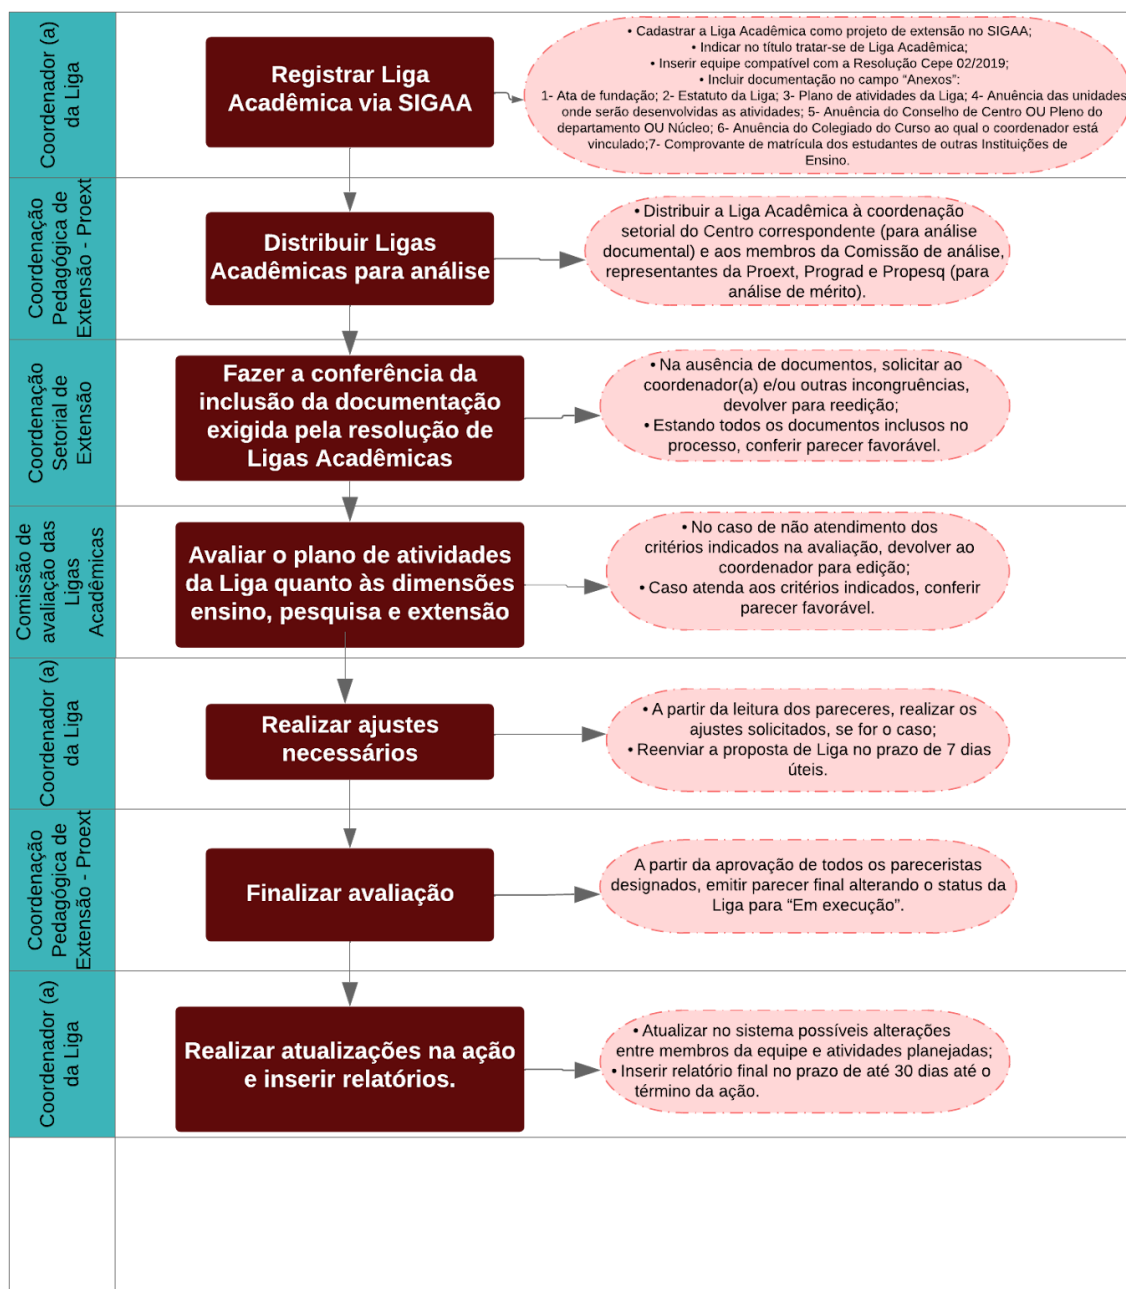 Coordenador (a)
da Liga
Registrar Liga
Acadêmica via SIGAA
• Cadastrar a Liga Acadêmica como projeto de extensão no SIGAA;
• Indicar no título tratar-se de Liga Acadêmica;
• Inserir equipe compatível com a Resolução Cepe 02/2019;
• Incluir documentação no campo “Anexos”:
1- Ata de fundação; 2- Estatuto da Liga; 3- Plano de atividades da Liga; 4- Anuência das unidades
onde serão desenvolvidas as atividades; 5- Anuência do Conselho de Centro OU Pleno do
departamento OU Núcleo; 6- Anuência do Colegiado do Curso ao qual o coordenador está
vinculado;7- Comprovante de matrícula dos estudantes de outras Instituições de
Ensino.
Coordenação
Pedagógica de
Extensão - Proext
Distribuir Ligas
Acadêmicas para análise
• Distribuir a Liga Acadêmica à coordenação
setorial do Centro correspondente (para análise
documental) e aos membros da Comissão de análise,
representantes da Proext, Prograd e Propesq (para
análise de mérito).
Coordenação
Setorial de
Extensão
Fazer a conferência da
inclusão da documentação
exigida pela resolução de
Ligas Acadêmicas
• Na ausência de documentos, solicitar ao
coordenador(a) e/ou outras incongruências,
devolver para reedição;
• Estando todos os documentos inclusos no
processo, conferir parecer favorável.
Comissão de
avaliação das
Ligas
Acadêmicas
Avaliar o plano de atividades
da Liga quanto às dimensões
ensino, pesquisa e extensão
• No caso de não atendimento dos
critérios indicados na avaliação, devolver ao
coordenador para edição;
• Caso atenda aos critérios indicados, conferir
parecer favorável.
Coordenador (a)
da Liga
Realizar ajustes
necessários
• A partir da leitura dos pareceres, realizar os
ajustes solicitados, se for o caso;
• Reenviar a proposta de Liga no prazo de 7 dias
úteis.
Coordenação
Pedagógica de
Extensão - Proext
Finalizar avaliação
A partir da aprovação de todos os pareceristas
designados, emitir parecer final alterando o status da
Liga para “Em execução”.
Coordenador (a)
da Liga
Realizar atualizações na ação
e inserir relatórios.
• Atualizar no sistema possíveis alterações
entre membros da equipe e atividades planejadas;
• Inserir relatório final no prazo de até 30 dias até o
término da ação.